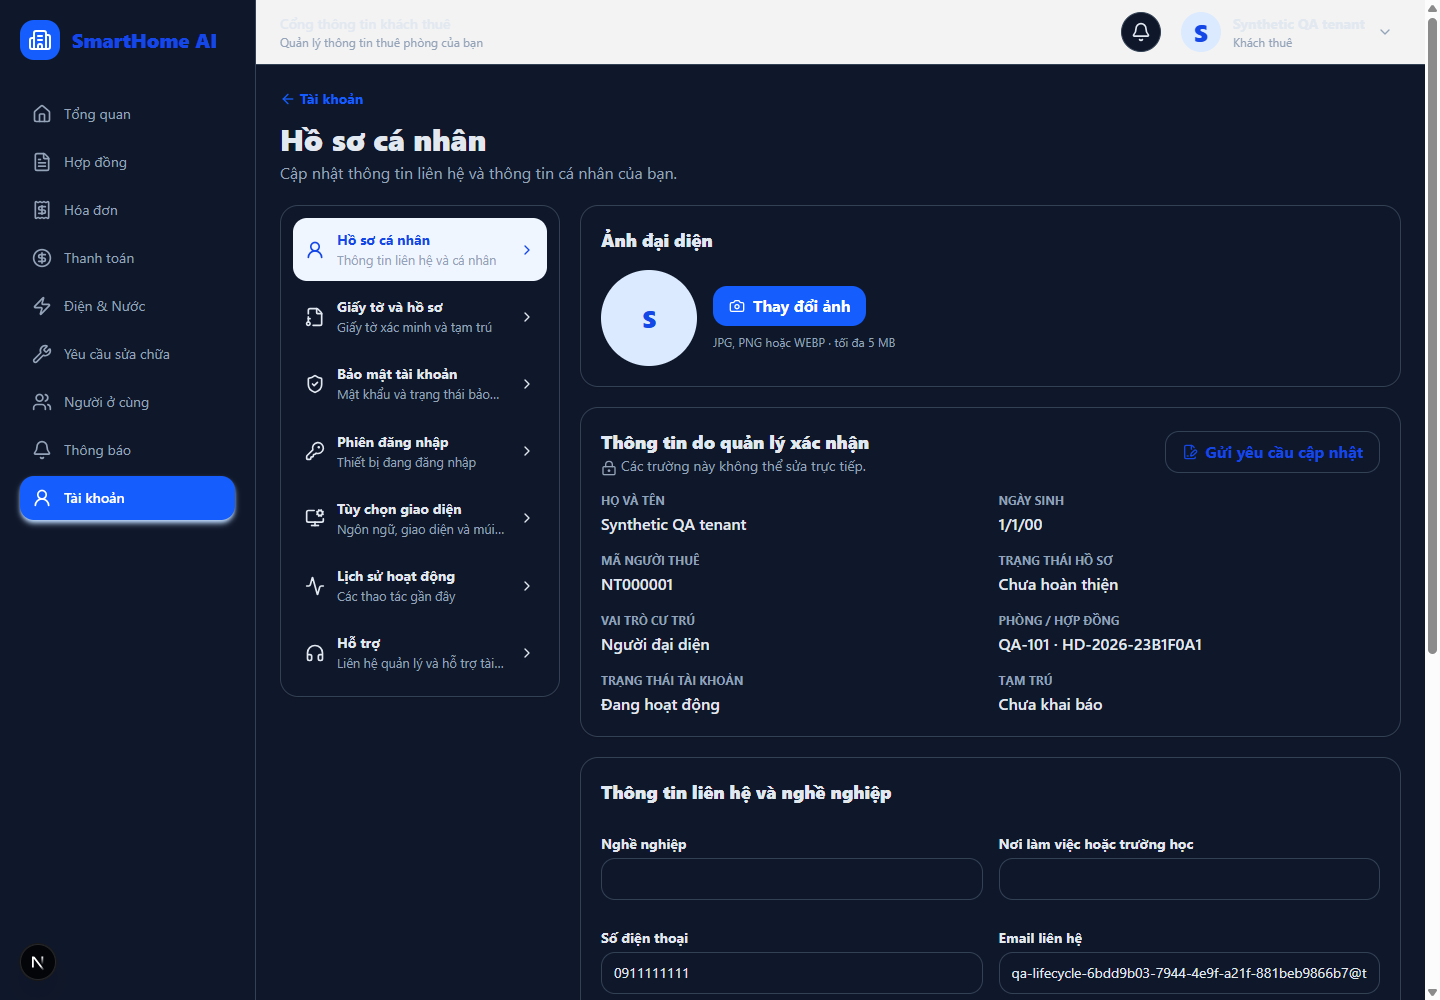 SmartHome AI
Tổng quan
Hợp đồng
Hóa đơn
Thanh toán
Điện & Nước
Yêu cầu sửa chữa
Người ở cùng
Thông báo
Tài khoản
N
Cổng thông tin khách thuê
Quản lý thông tin thuê phòng của bạn
S
Synthetic QA tenant
Khách thuê
Tài khoản
Hồ sơ cá nhân
Cập nhật thông tin liên hệ và thông tin cá nhân của bạn.
Hồ sơ cá nhân
Thông tin liên hệ và cá nhân
Giấy tờ và hồ sơ
Giấy tờ xác minh và tạm trú
Bảo mật tài khoản
Mật khẩu và trạng thái bảo...
Phiên đăng nhập
Thiết bị đang đăng nhập
Tùy chọn giao diện
Ngôn ngữ, giao diện và múi...
Lịch sử hoạt động
Các thao tác gần đây
Hỗ trợ
Liên hệ quản lý và hỗ trợ tài...
Ảnh đại diện
S
Thay đổi ảnh
JPG, PNG hoặc WEBP · tối đa 5 MB
Thông tin do quản lý xác nhận
Các trường này không thể sửa trực tiếp.
Gửi yêu cầu cập nhật
HỌ VÀ TÊN
Synthetic QA tenant
NGÀY SINH
1/1/00
MÃ NGƯỜI THUÊ
NT000001
TRẠNG THÁI HỒ SƠ
Chưa hoàn thiện
VAI TRÒ CƯ TRÚ
Người đại diện
PHÒNG / HỢP ĐỒNG
QA-101 · HD-2026-23B1F0A1
TRẠNG THÁI TÀI KHOẢN
Đang hoạt động
TẠM TRÚ
Chưa khai báo
Thông tin liên hệ và nghề nghiệp
Nghề nghiệp
Nơi làm việc hoặc trường học
Số điện thoại
0911111111
Email liên hệ
qa-lifecycle-6bdd9b03-7944-4e9f-a21f-881beb9866b7@t